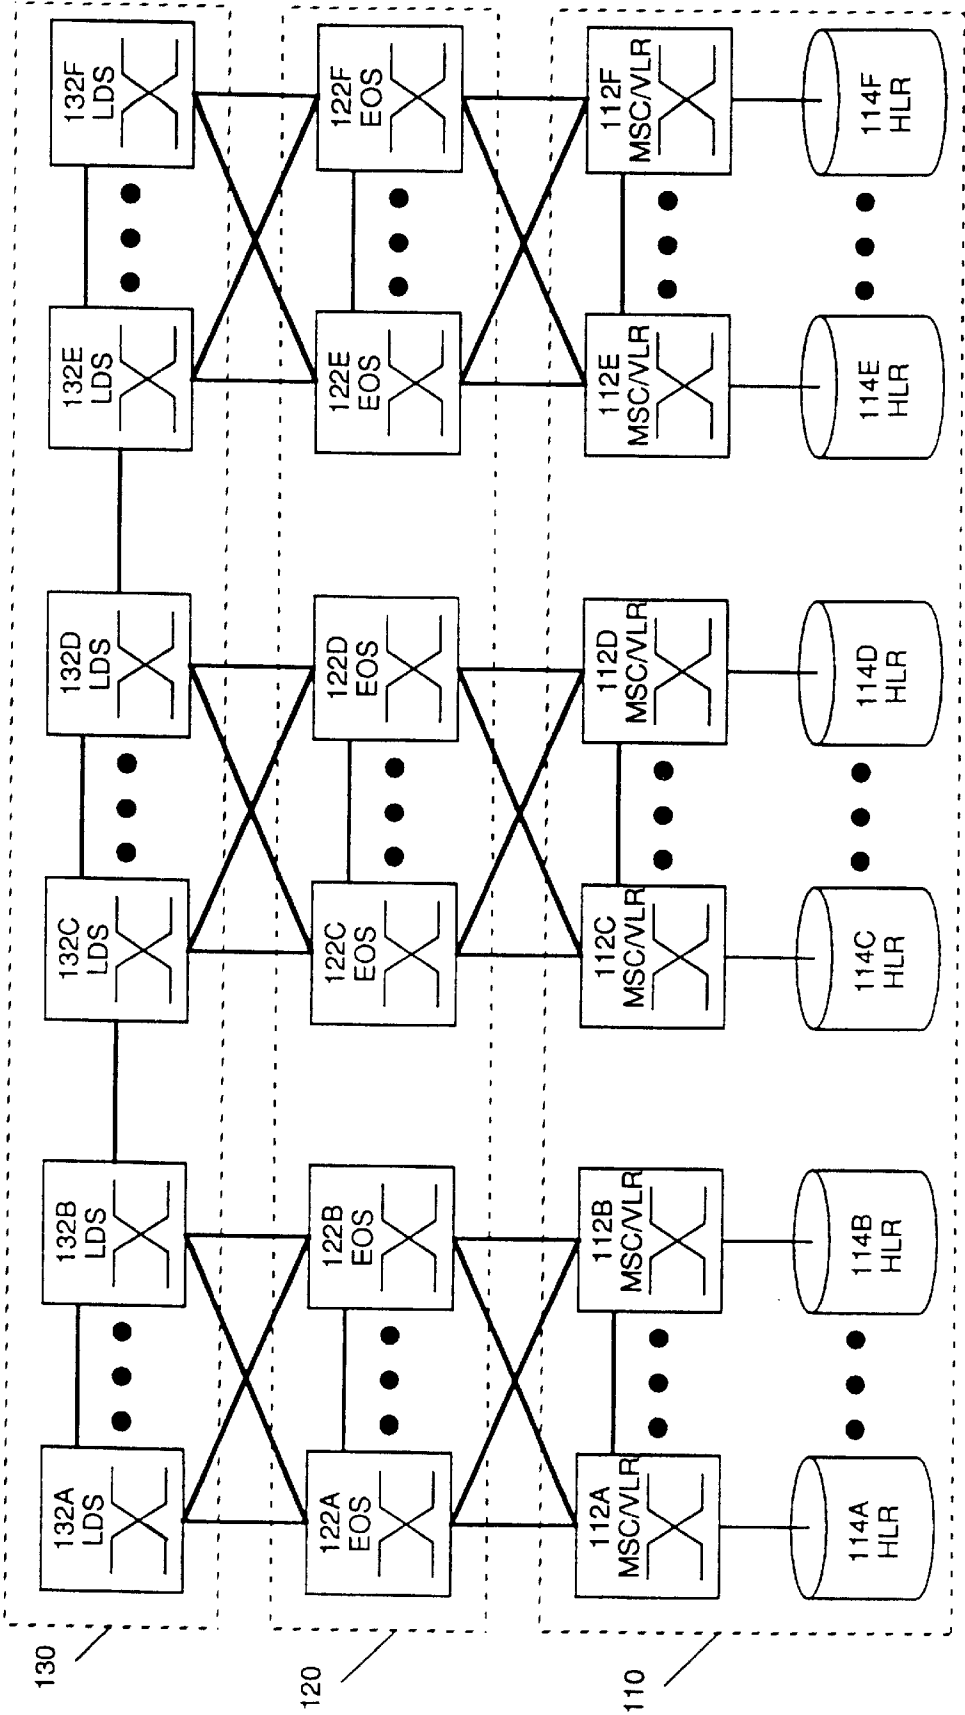 130
132A
LDS
132B
LDS
132C
LDS
132D
LDS
132E
LDS
132F
LDS
120
122A
EOS
122B
EOS
122C
EOS
122D
EOS
122E
EOS
122F
EOS
110
112A
MSC/VLR
112B
MSC/VLR
112C
MSC/VLR
112D
MSC/VLR
112E
MSC/VLR
112F
MSC/VLR
114A
HLR
114B
HLR
114C
HLR
114D
HLR
114E
HLR
114F
HLR